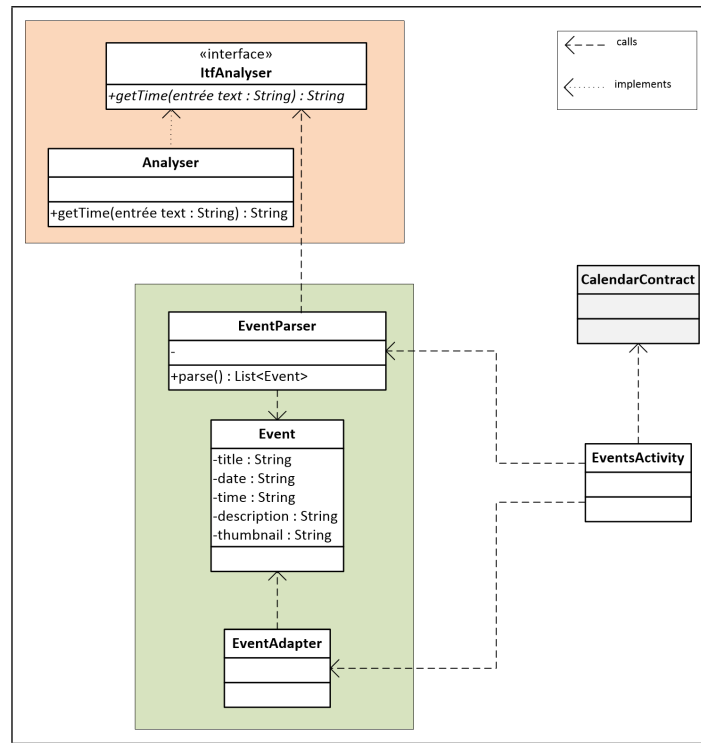 «interface»
ItfAnalyser
+getTime(entrée text : String) : String
Analyser
+getTime(entrée text : String) : String
calls
implements
CalendarContract
EventParser
-
+parse() : List<Event>
Event
-title : String
-date : String
-time : String
-description : String
-thumbnail : String
EventsActivity
EventAdapter